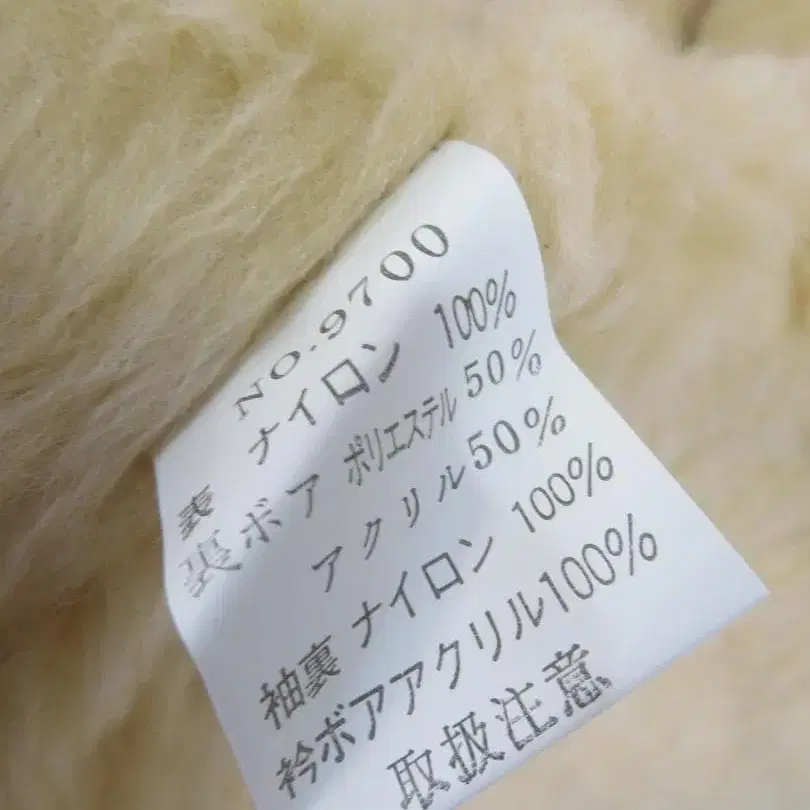 NO.9700
表 ナイロン 100%
裏ボア ポリエステル 50%
アクリル 50%
袖裏 ナイロン 100%
衿ボアアクリル100%
取扱注意